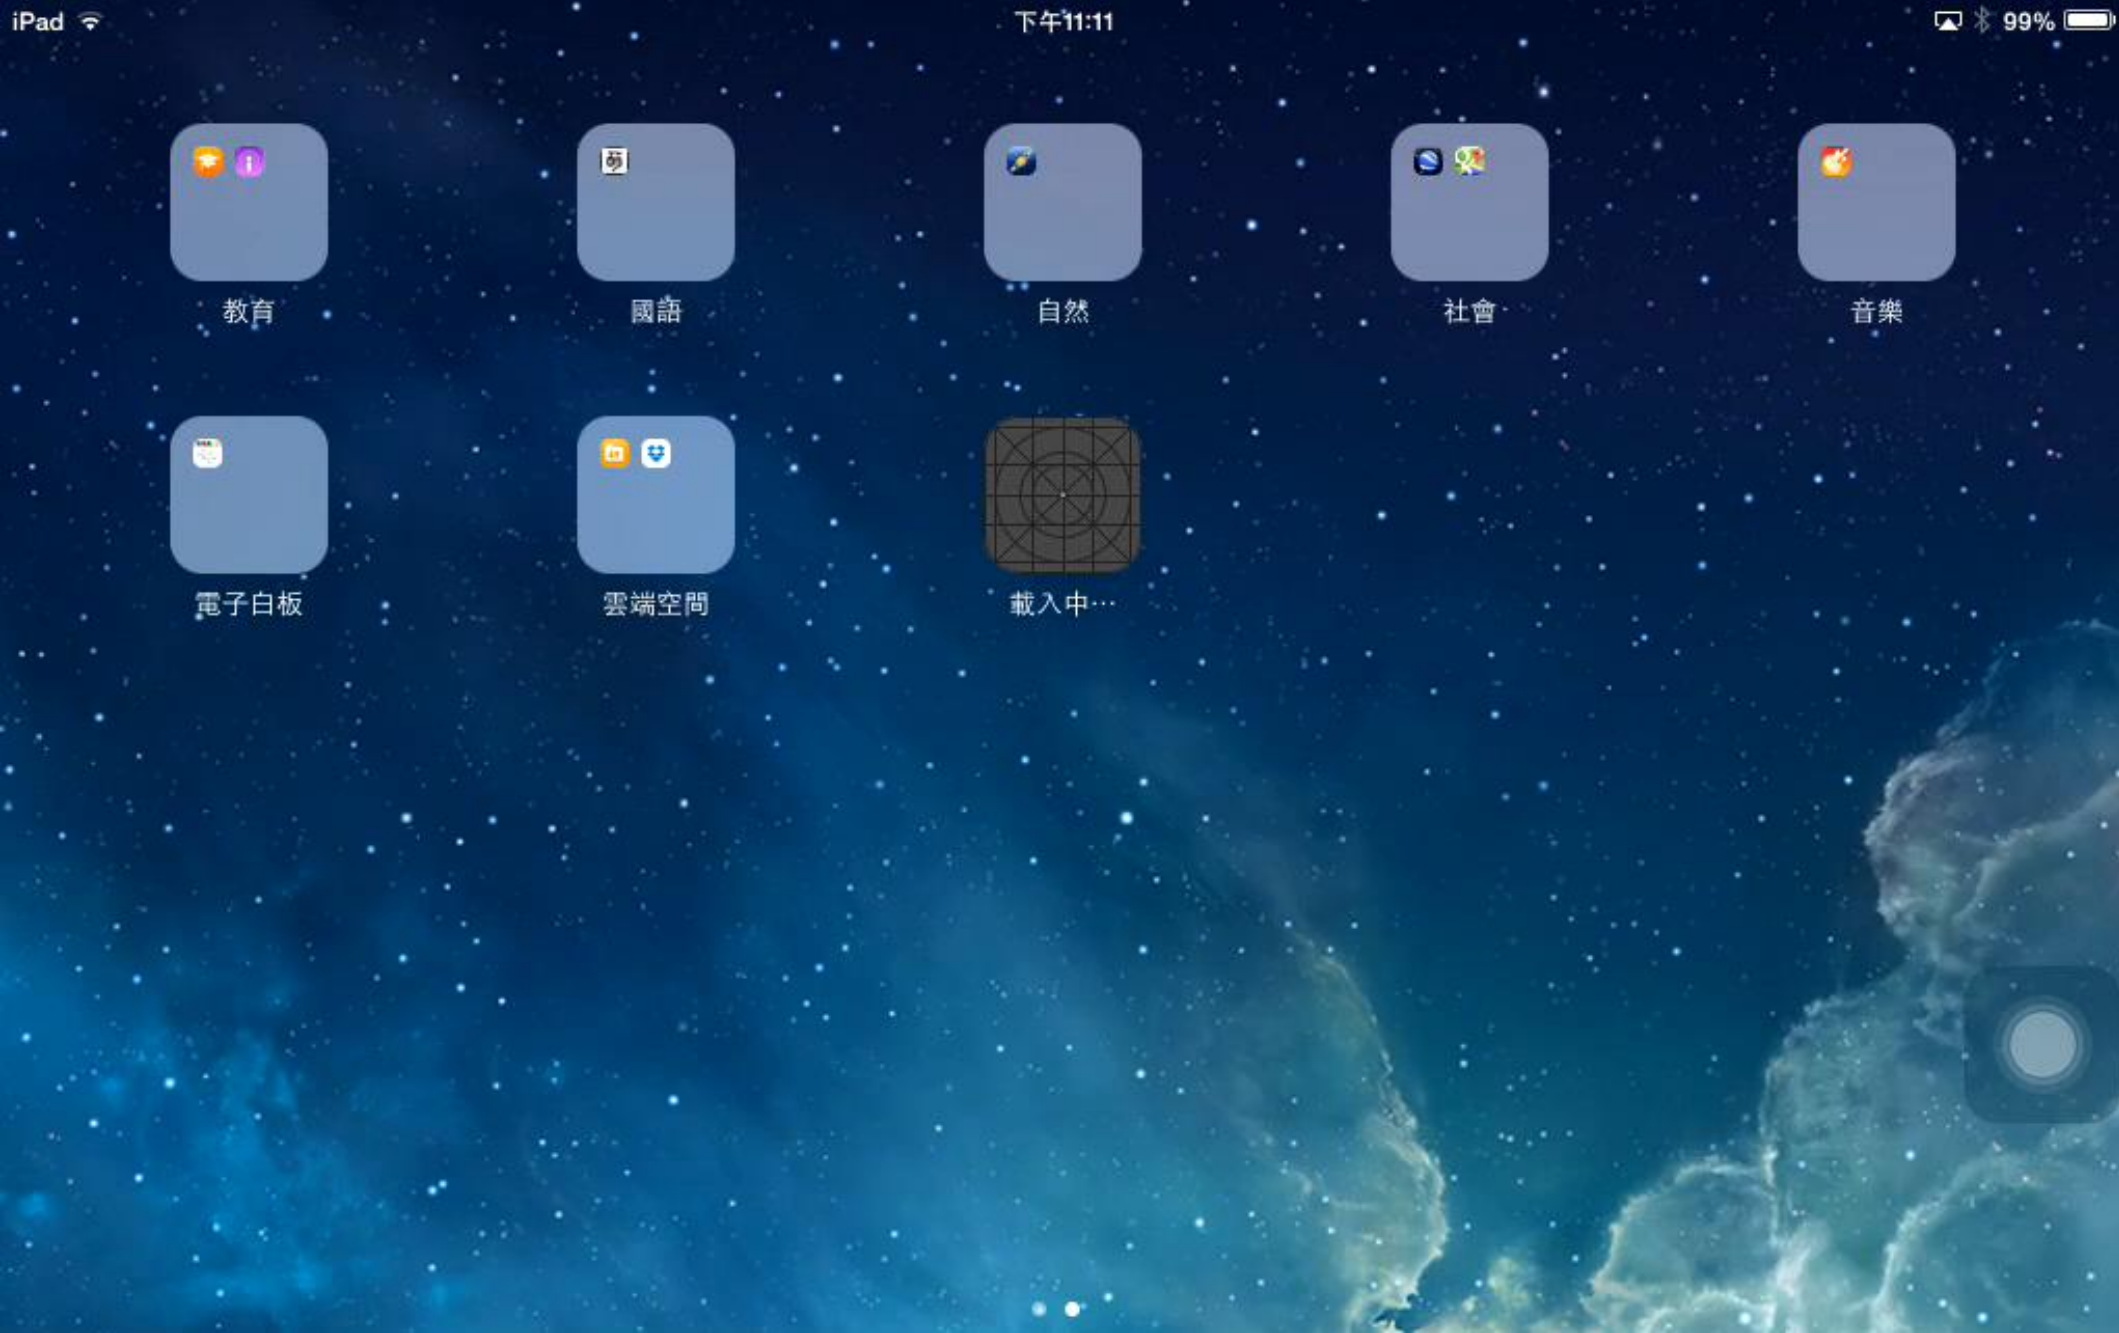 iPad
下午11:11
99%
教育
國語
自然
社會
音樂
電子白板
雲端空間
載入中…
萌